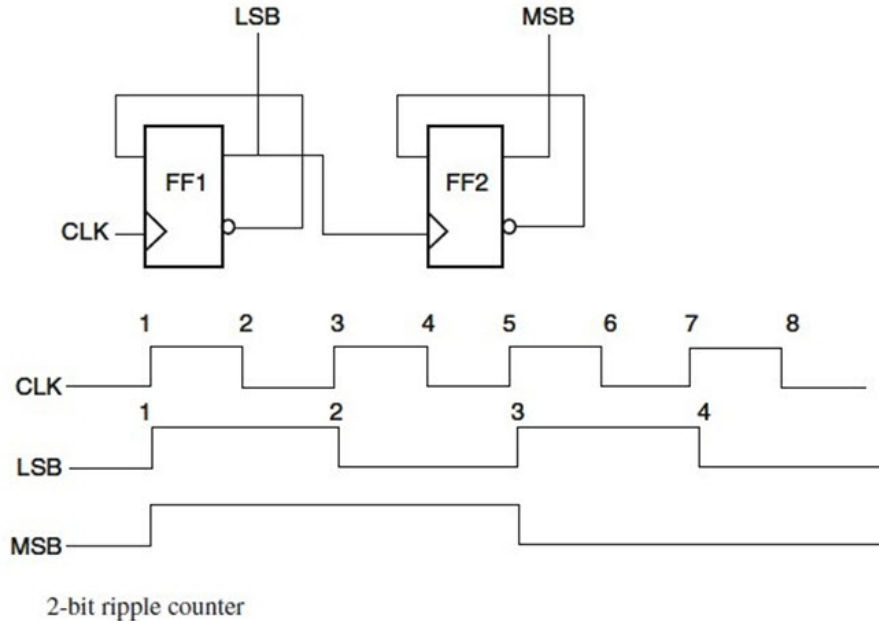 LSB MSB
FF1 FF2
CLK
1 2 3 4 5 6 7 8
CLK
1 2 3 4
LSB
MSB
2-bit ripple counter